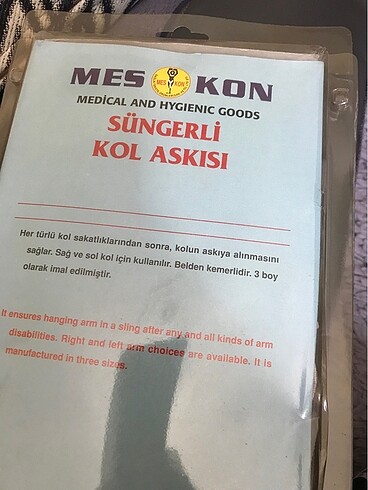 MES KON
MES KON
MEDICAL AND HYGIENIC GOODS
SÜNGERLİ
KOL ASKISI
Her türlü kol sakatlıklarından sonra, kolun askıya alınmasını
sağlar. Sağ ve sol kol için kullanılır. Belden kemerlidir. 3 boy
olarak imal edilmiştir.
It ensures hanging arm in a sling after any and all kinds of arm
disabilities. Right and left arm choices are available. It is
manufactured in three sizes.